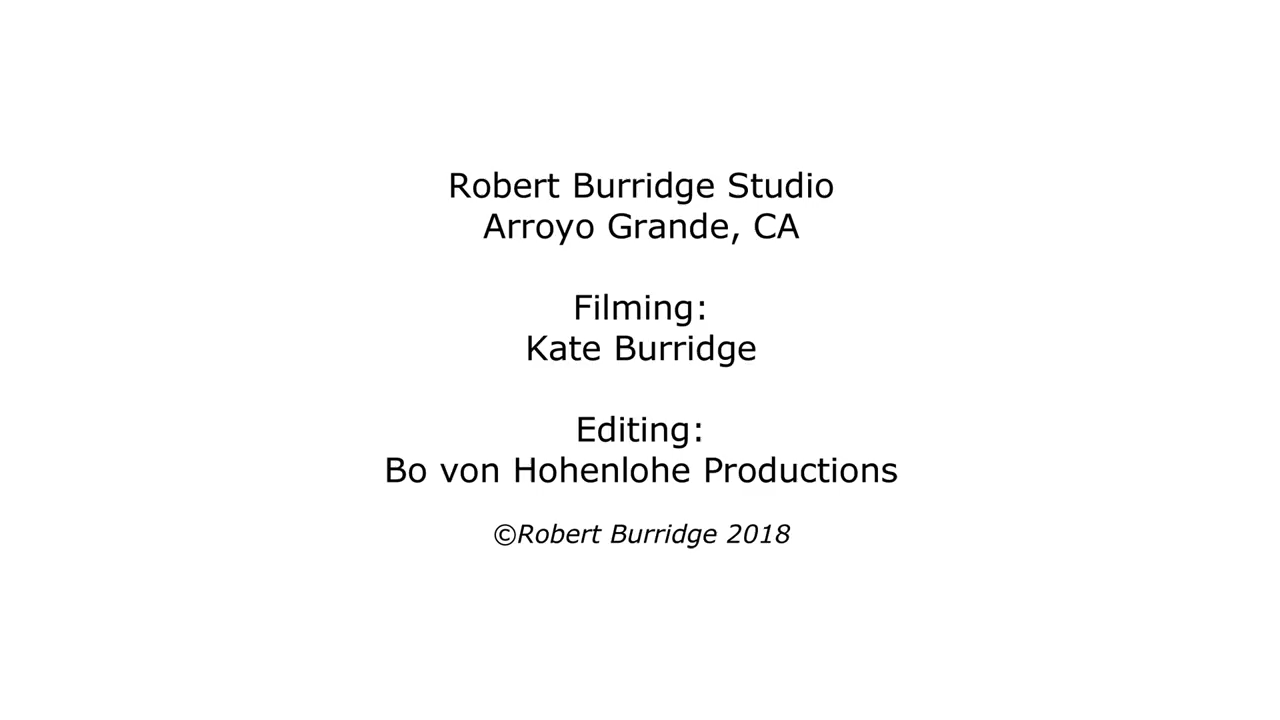 Robert Burridge Studio
Arroyo Grande, CA
Filming:
Kate Burridge
Editing:
Bo von Hohenlohe Productions
©Robert Burridge 2018